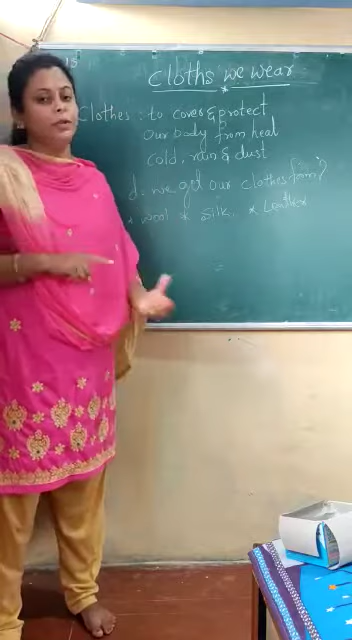 Cloths we wear
Clothes : to cover & protect
Our body from heat
cold, rain & dust
d. we get our clothes from?
* wool * silk. * Leather